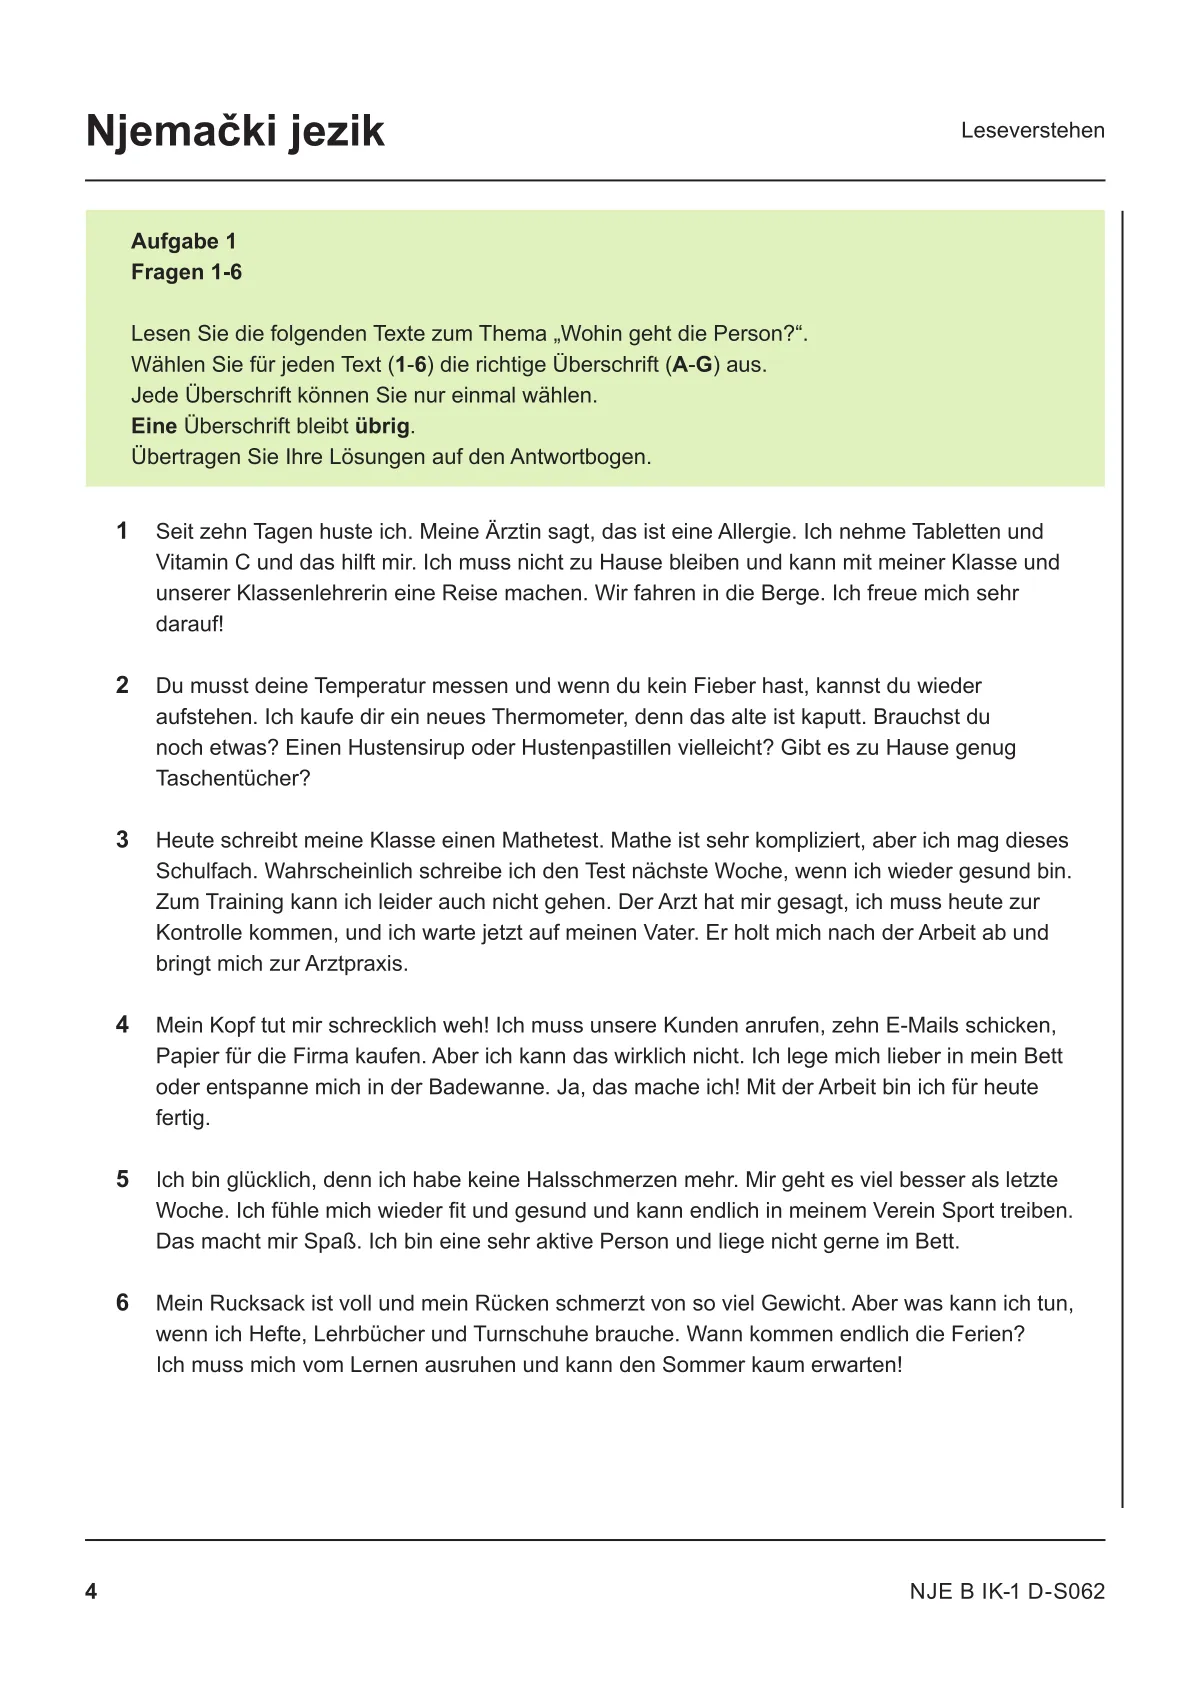 Njemački jezik
Leseverstehen
Aufgabe 1
Fragen 1-6
Lesen Sie die folgenden Texte zum Thema „Wohin geht die Person?“.
Wählen Sie für jeden Text (1-6) die richtige Überschrift (A-G) aus.
Jede Überschrift können Sie nur einmal wählen.
Eine Überschrift bleibt übrig.
Übertragen Sie Ihre Lösungen auf den Antwortbogen.
1 Seit zehn Tagen huste ich. Meine Ärztin sagt, das ist eine Allergie. Ich nehme Tabletten und
Vitamin C und das hilft mir. Ich muss nicht zu Hause bleiben und kann mit meiner Klasse und
unserer Klassenlehrerin eine Reise machen. Wir fahren in die Berge. Ich freue mich sehr
darauf!
2 Du musst deine Temperatur messen und wenn du kein Fieber hast, kannst du wieder
aufstehen. Ich kaufe dir ein neues Thermometer, denn das alte ist kaputt. Brauchst du
noch etwas? Einen Hustensirup oder Hustenpastillen vielleicht? Gibt es zu Hause genug
Taschentücher?
3 Heute schreibt meine Klasse einen Mathetest. Mathe ist sehr kompliziert, aber ich mag dieses
Schulfach. Wahrscheinlich schreibe ich den Test nächste Woche, wenn ich wieder gesund bin.
Zum Training kann ich leider auch nicht gehen. Der Arzt hat mir gesagt, ich muss heute zur
Kontrolle kommen, und ich warte jetzt auf meinen Vater. Er holt mich nach der Arbeit ab und
bringt mich zur Arztpraxis.
4 Mein Kopf tut mir schrecklich weh! Ich muss unsere Kunden anrufen, zehn E-Mails schicken,
Papier für die Firma kaufen. Aber ich kann das wirklich nicht. Ich lege mich lieber in mein Bett
oder entspanne mich in der Badewanne. Ja, das mache ich! Mit der Arbeit bin ich für heute
fertig.
5 Ich bin glücklich, denn ich habe keine Halsschmerzen mehr. Mir geht es viel besser als letzte
Woche. Ich fühle mich wieder fit und gesund und kann endlich in meinem Verein Sport treiben.
Das macht mir Spaß. Ich bin eine sehr aktive Person und liege nicht gerne im Bett.
6 Mein Rucksack ist voll und mein Rücken schmerzt von so viel Gewicht. Aber was kann ich tun,
wenn ich Hefte, Lehrbücher und Turnschuhe brauche. Wann kommen endlich die Ferien?
Ich muss mich vom Lernen ausruhen und kann den Sommer kaum erwarten!
4
NJE B IK-1 D-S062